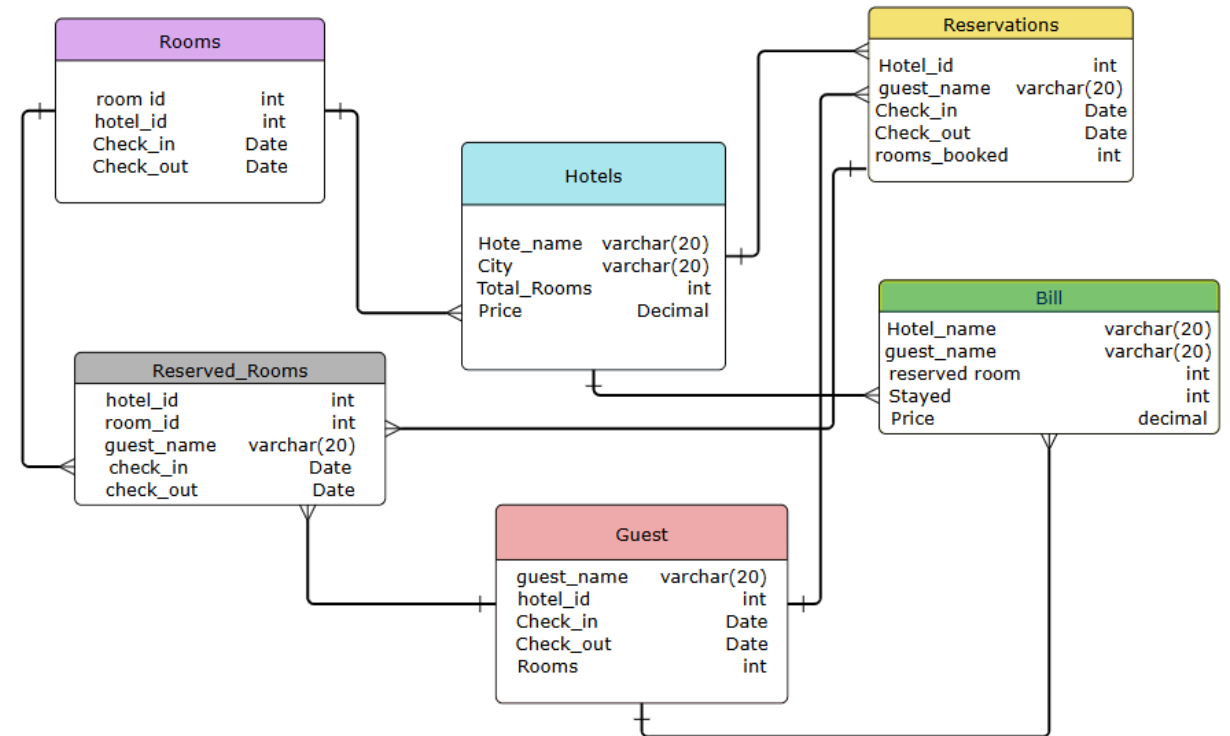 Rooms
room id int
hotel_id int
Check_in Date
Check_out Date
Reservations
Hotel_id int
guest_name varchar(20)
Check_in Date
Check_out Date
rooms_booked int
Hotels
Hote_name varchar(20)
City varchar(20)
Total_Rooms int
Price Decimal
Bill
Hotel_name varchar(20)
guest_name varchar(20)
reserved room int
Stayed int
Price decimal
Reserved_Rooms
hotel_id int
room_id int
guest_name varchar(20)
check_in Date
check_out Date
Guest
guest_name varchar(20)
hotel_id int
Check_in Date
Check_out Date
Rooms int